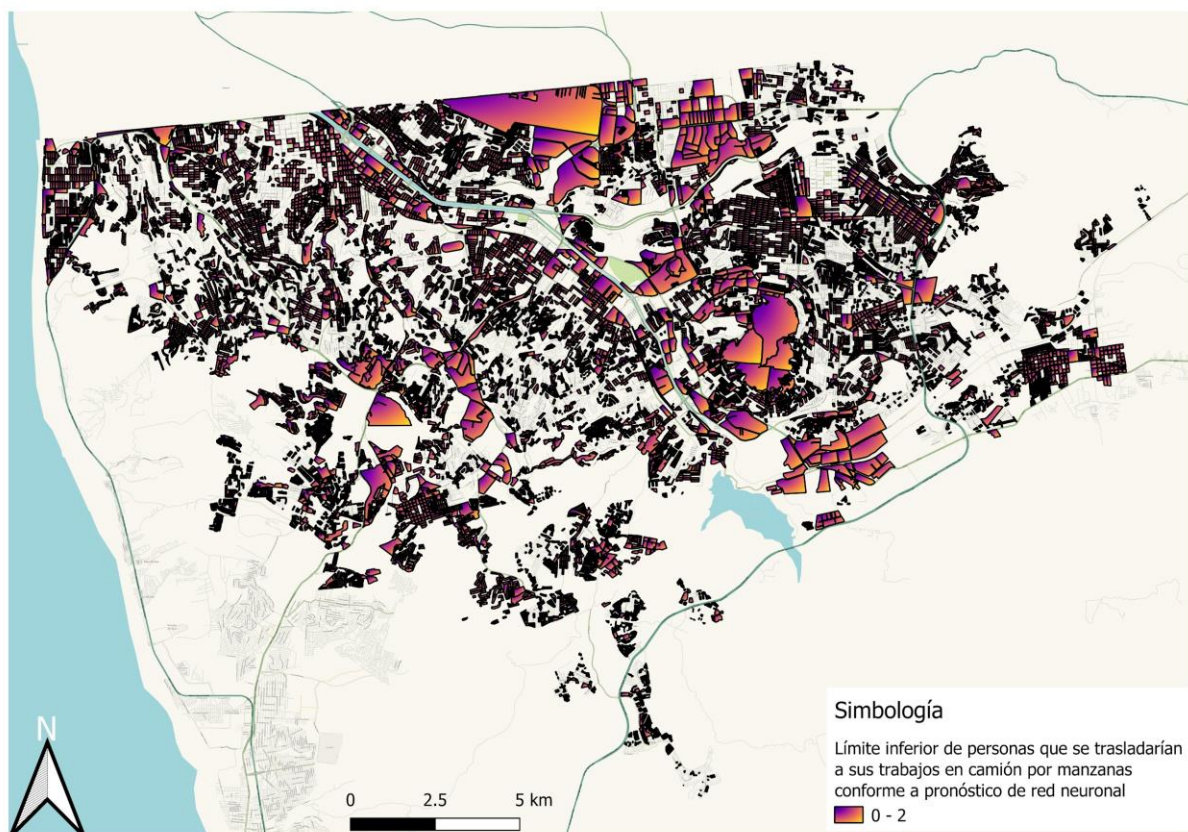 Simbología
Límite inferior de personas que se trasladarían
a sus trabajos en camión por manzanas
conforme a pronóstico de red neuronal
0 - 2
N
0 2.5 5 km